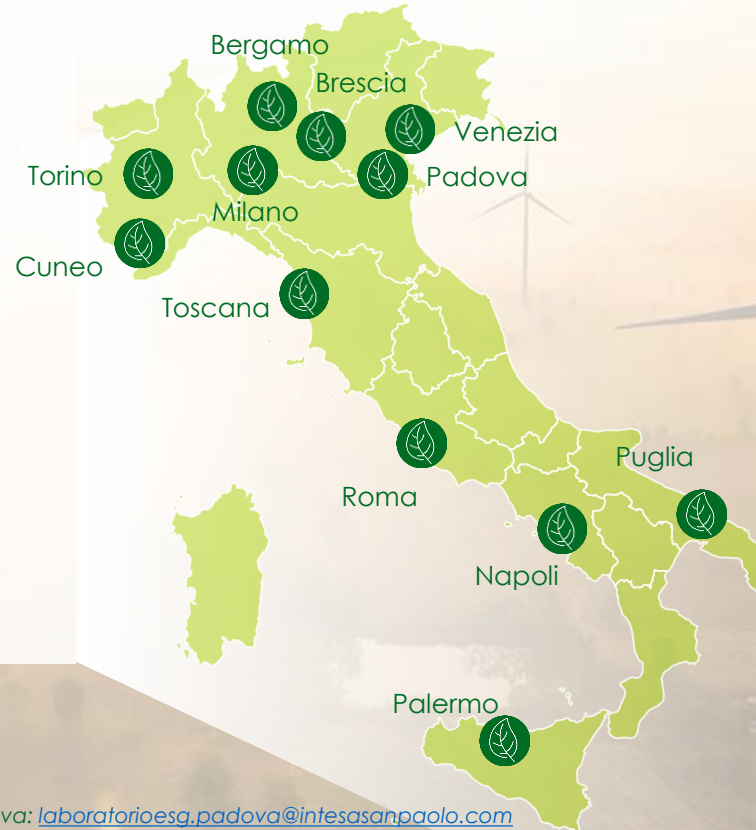 Bergamo
Brescia
Venezia
Torino
Padova
Milano
Cuneo
Toscana
Puglia
Roma
Napoli
Palermo
va: laboratorioesg.padova@intesasanpaolo.com